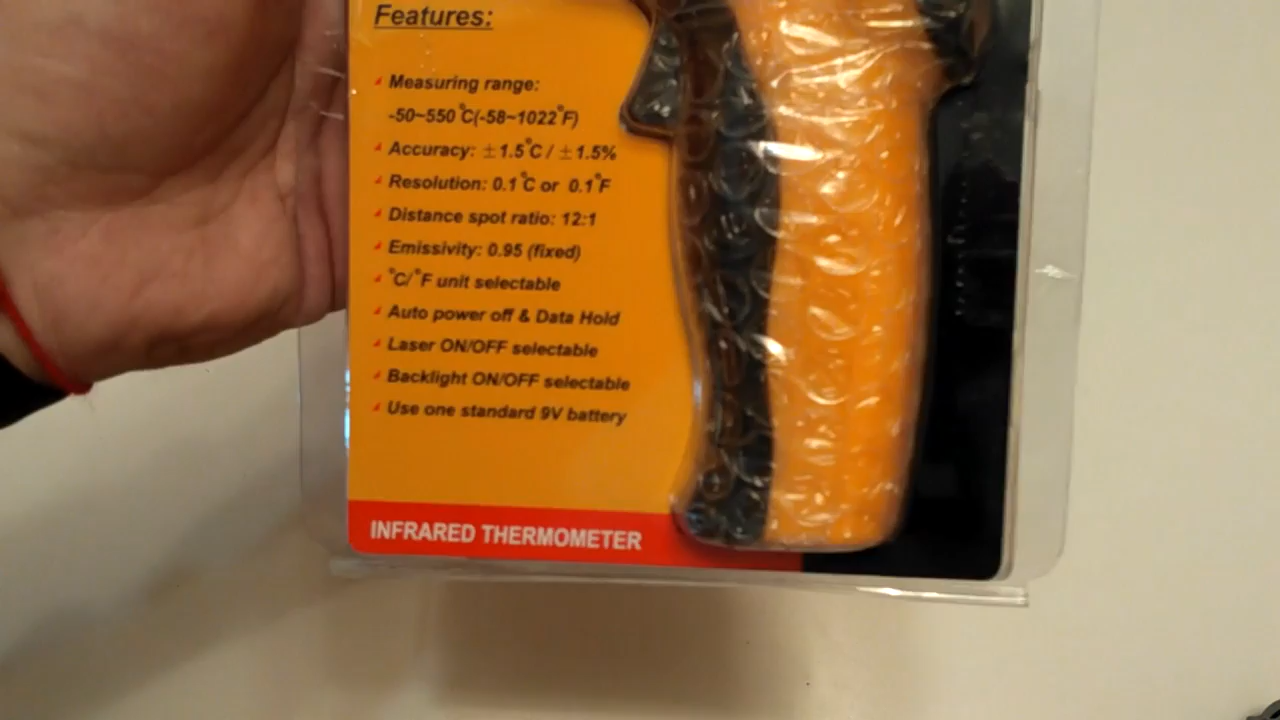 Features:
Measuring range:
-50~550°C(-58~1022°F)
Accuracy: ±1.5°C / ±1.5%
Resolution: 0.1°C or 0.1°F
Distance spot ratio: 12:1
Emissivity: 0.95 (fixed)
°C/°F unit selectable
Auto power off & Data Hold
Laser ON/OFF selectable
Backlight ON/OFF selectable
Use one standard 9V battery
INFRARED THERMOMETER